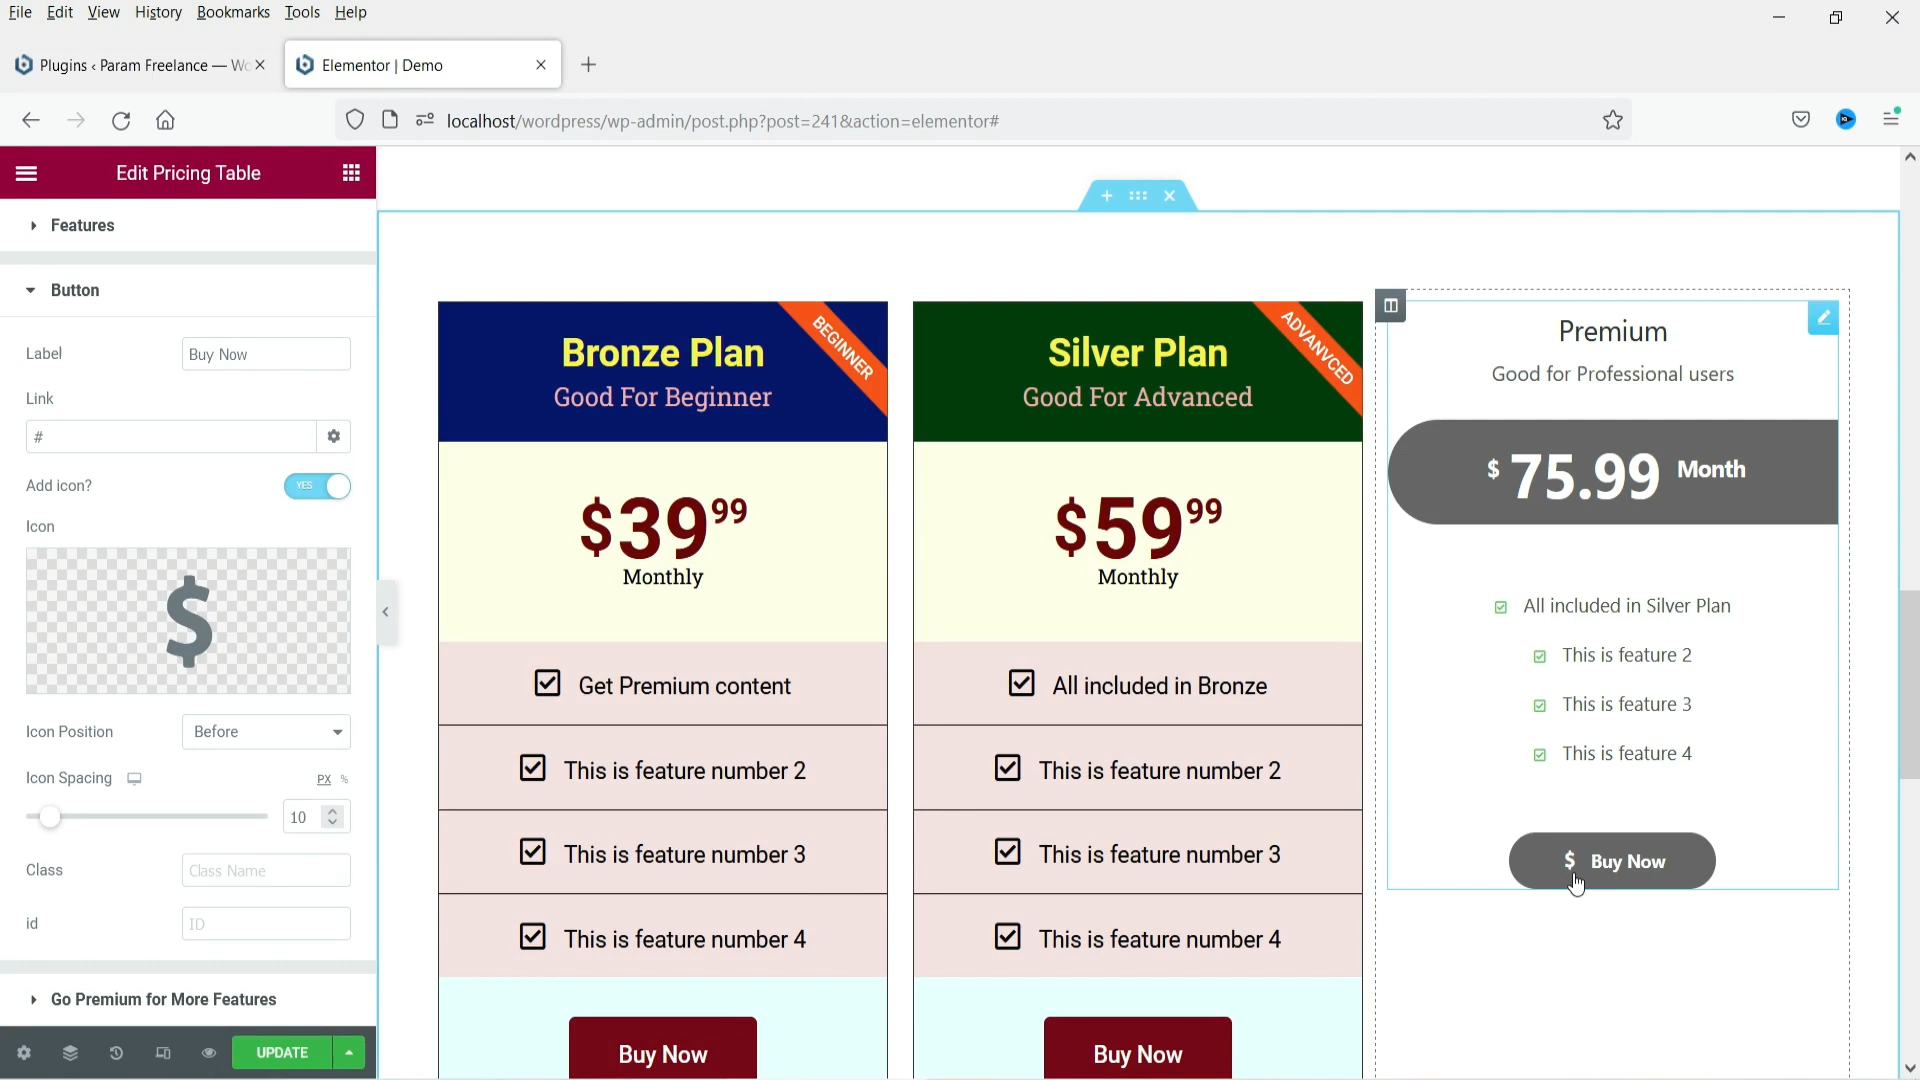 File Edit View History Bookmarks Tools Help
Plugins ‹ Param Freelance — Wo
Elementor | Demo
localhost/wordpress/wp-admin/post.php?post=241&action=elementor#
Edit Pricing Table
Features
Button
Label Buy Now
Link
#
Add icon? YES
Icon
$
Icon Position Before
Icon Spacing PX %
10
Class Class Name
id ID
Go Premium for More Features
UPDATE
Bronze Plan
Good For Beginner
BEGINNER
$39⁹⁹
Monthly
Get Premium content
This is feature number 2
This is feature number 3
This is feature number 4
Buy Now
Silver Plan
Good For Advanced
ADVANVCED
$59⁹⁹
Monthly
All included in Bronze
This is feature number 2
This is feature number 3
This is feature number 4
Buy Now
Premium
Good for Professional users
$ 75.99 Month
All included in Silver Plan
This is feature 2
This is feature 3
This is feature 4
$ Buy Now